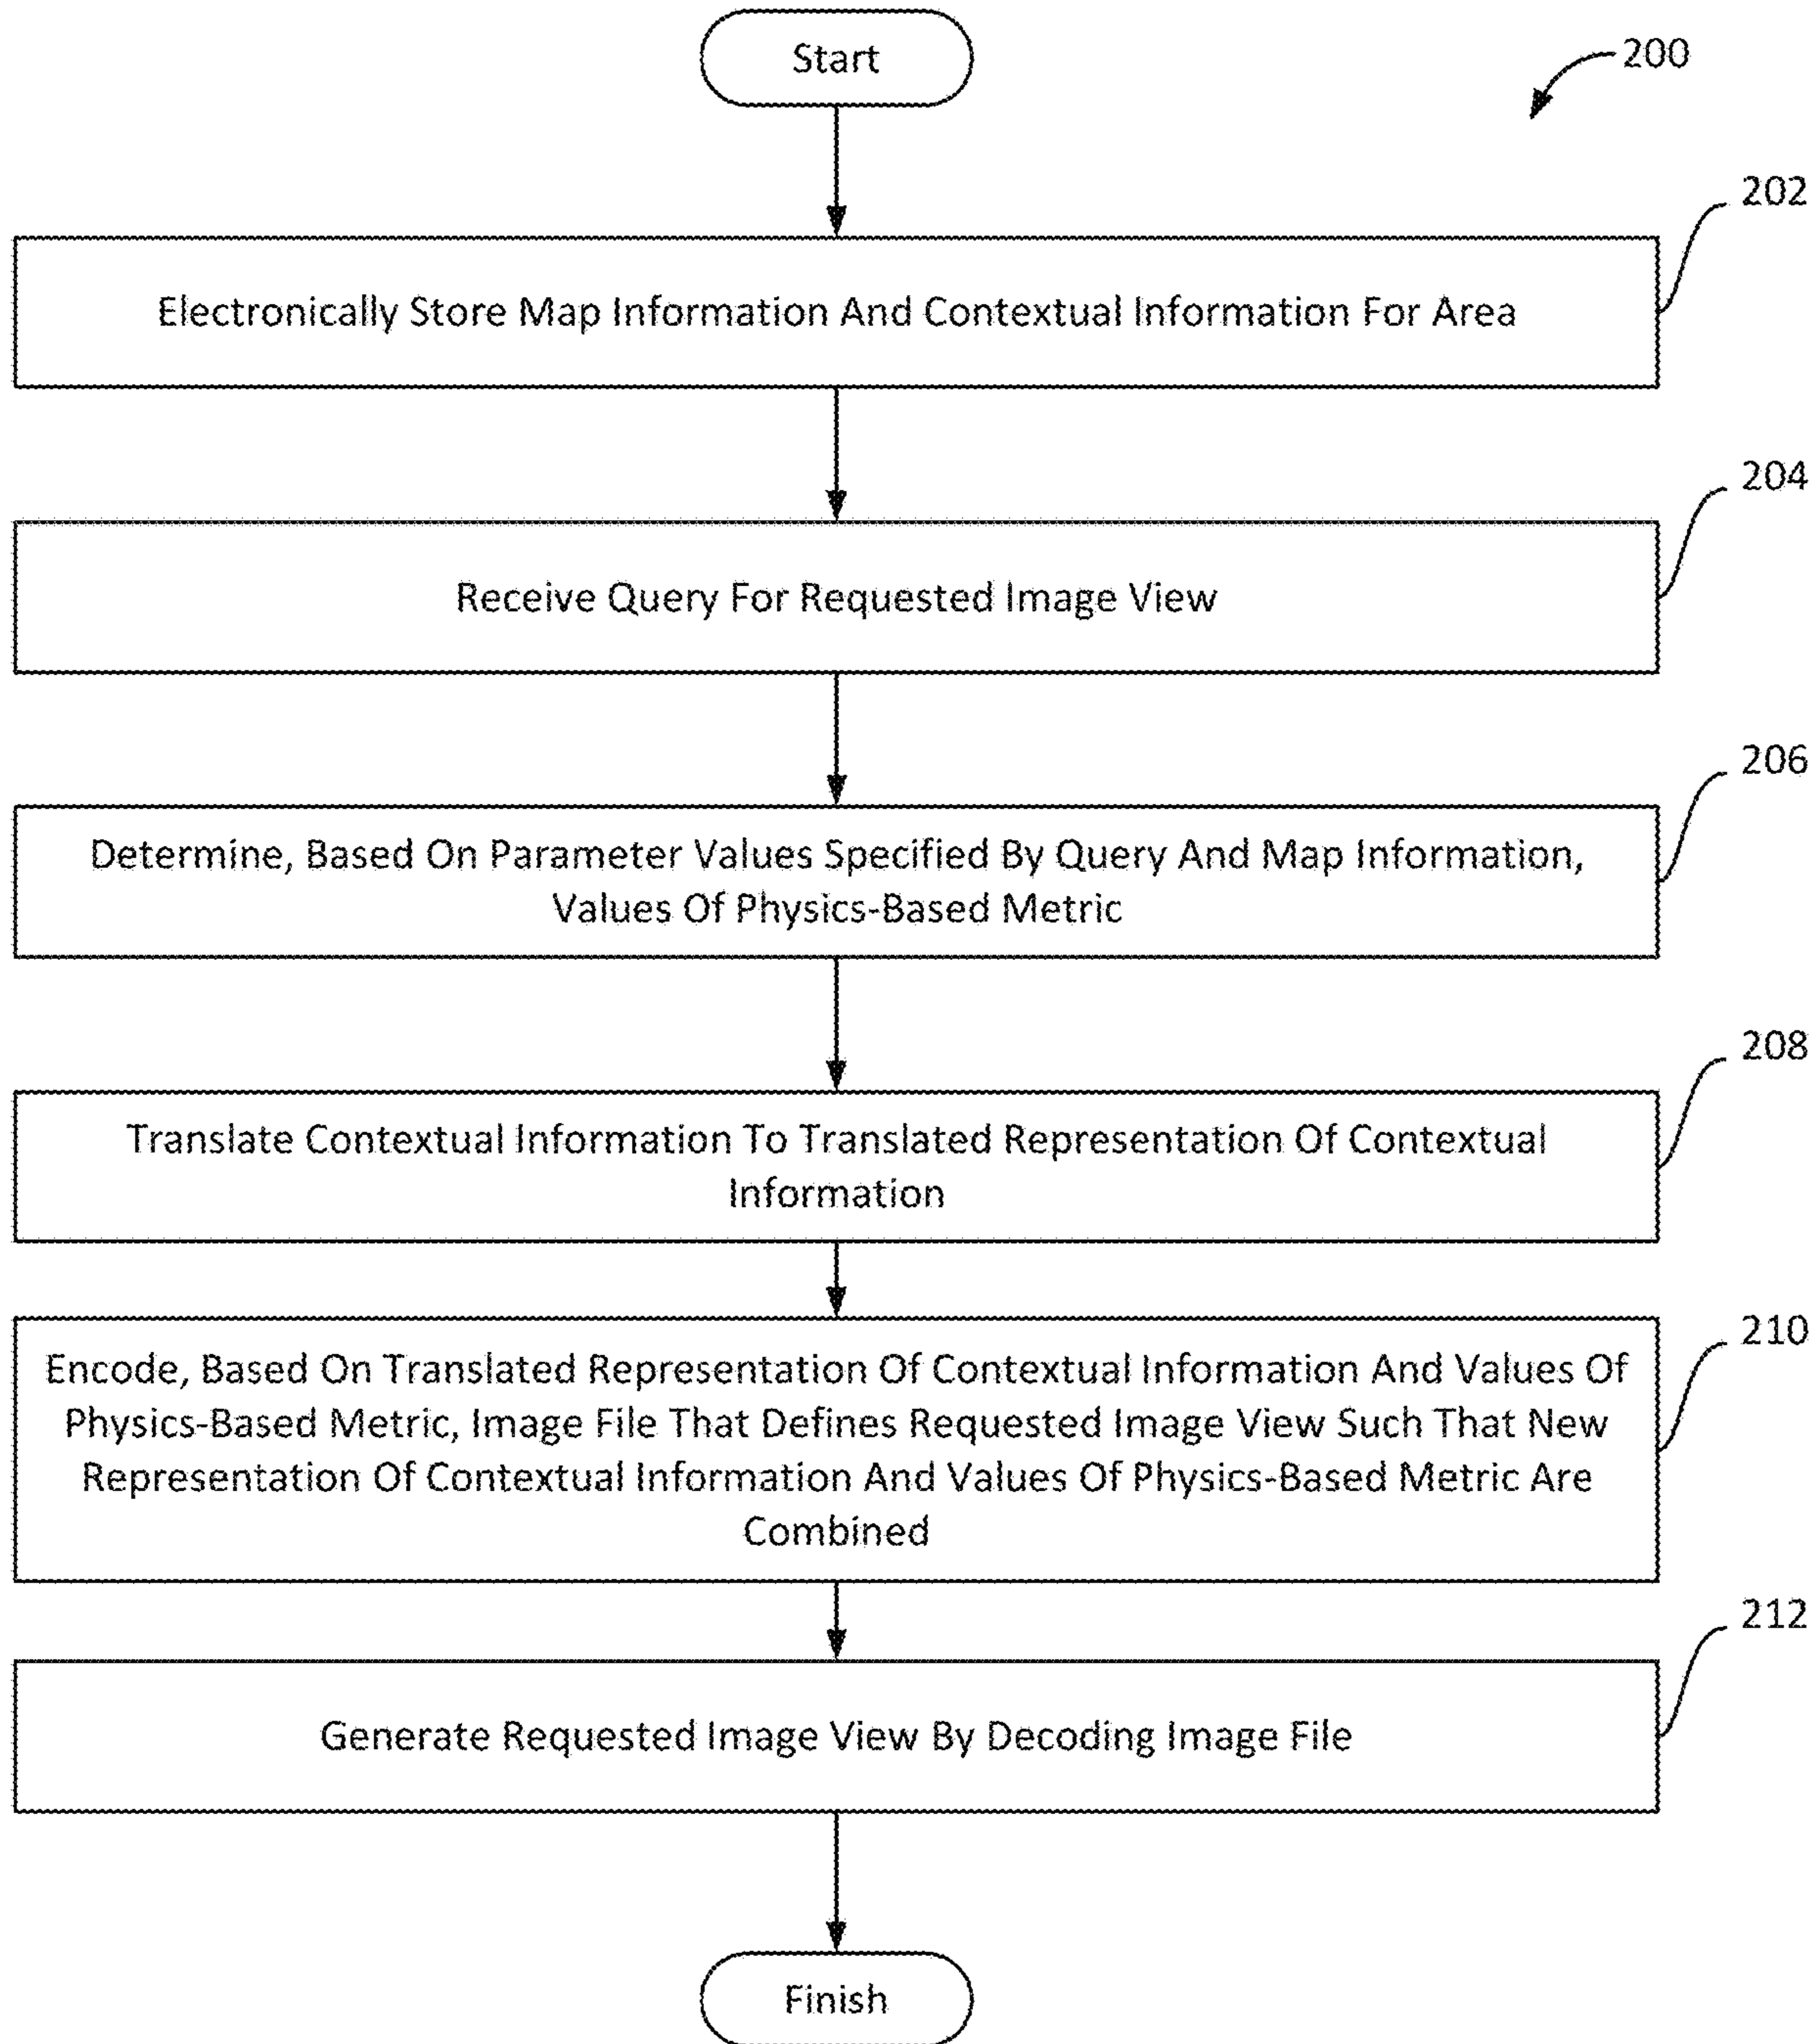 Start
200
202
Electronically Store Map Information And Contextual Information For Area
204
Receive Query For Requested Image View
206
Determine, Based On Parameter Values Specified By Query And Map Information,
Values Of Physics-Based Metric
208
Translate Contextual Information To Translated Representation Of Contextual
Information
210
Encode, Based On Translated Representation Of Contextual Information And Values Of
Physics-Based Metric, Image File That Defines Requested Image View Such That New
Representation Of Contextual Information And Values Of Physics-Based Metric Are
Combined
212
Generate Requested Image View By Decoding Image File
Finish